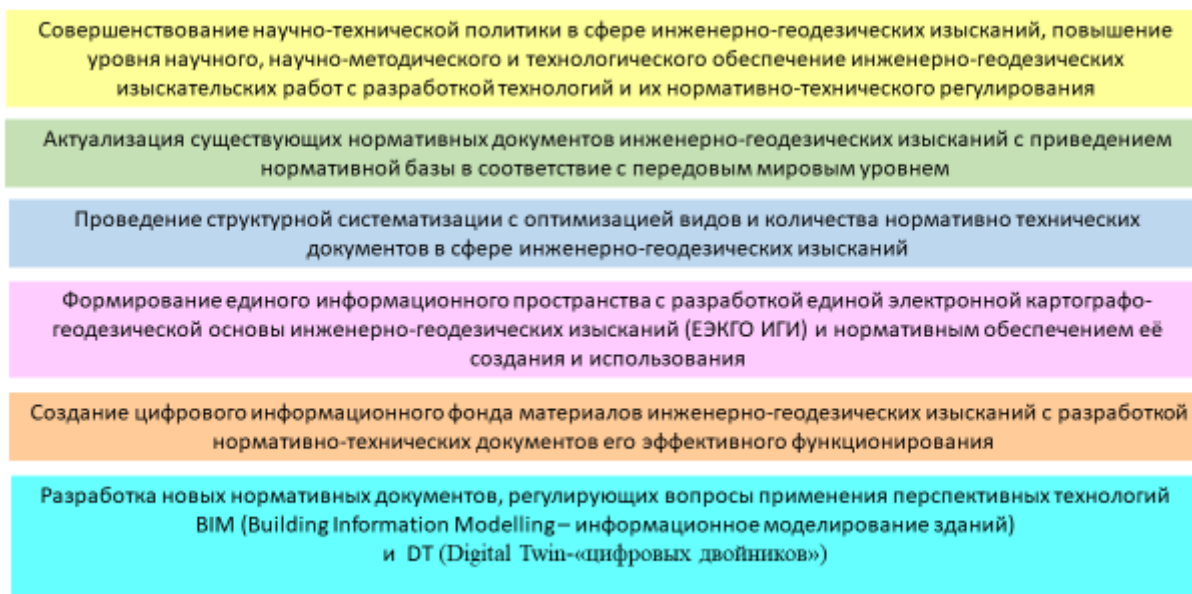 Совершенствование научно-технической политики в сфере инженерно-геодезических изысканий, повышение
уровня научного, научно-методического и технологического обеспечение инженерно-геодезических
изыскательских работ с разработкой технологий и их нормативно-технического регулирования
Актуализация существующих нормативных документов инженерно-геодезических изысканий с приведением
нормативной базы в соответствие с передовым мировым уровнем
Проведение структурной систематизации с оптимизацией видов и количества нормативно технических
документов в сфере инженерно-геодезических изысканий
Формирование единого информационного пространства с разработкой единой электронной картографо-
геодезической основы инженерно-геодезических изысканий (ЕЭКГО ИГИ) и нормативным обеспечением её
создания и использования
Создание цифрового информационного фонда материалов инженерно-геодезических изысканий с разработкой
нормативно-технических документов его эффективного функционирования
Разработка новых нормативных документов, регулирующих вопросы применения перспективных технологий
BIM (Building Information Modelling – информационное моделирование зданий)
и DT (Digital Twin-«цифровых двойников»)